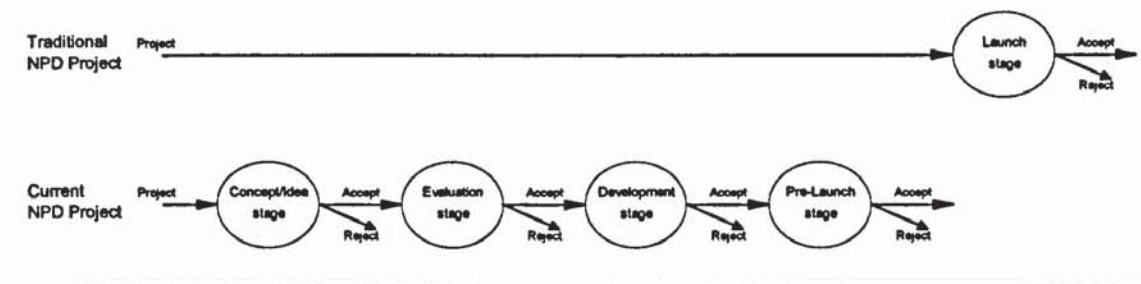 Traditional
NPD Project
Project
Launch
stage
Accept
Reject
Current
NPD Project
Project
Concept/Idea
stage
Accept
Reject
Evaluation
stage
Accept
Reject
Development
stage
Accept
Reject
Pre-Launch
stage
Accept
Reject